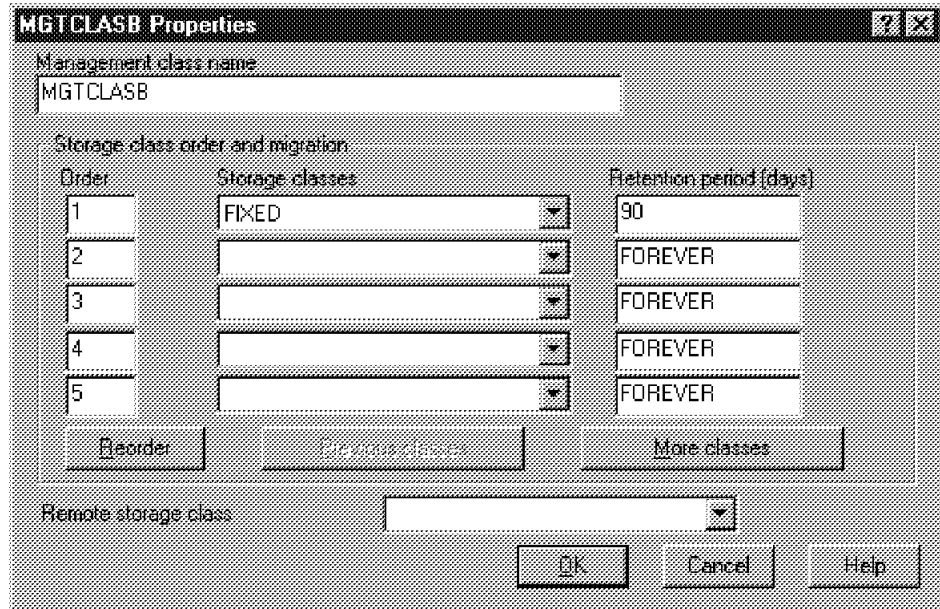 MGTCLASB Properties
Management class name
MGTCLASB
Storage class order and migration
Order Storage classes Retention period (days)
1 FIXED 90
2 FOREVER
3 FOREVER
4 FOREVER
5 FOREVER
Reorder Previous classes More classes
Remote storage class
OK Cancel Help